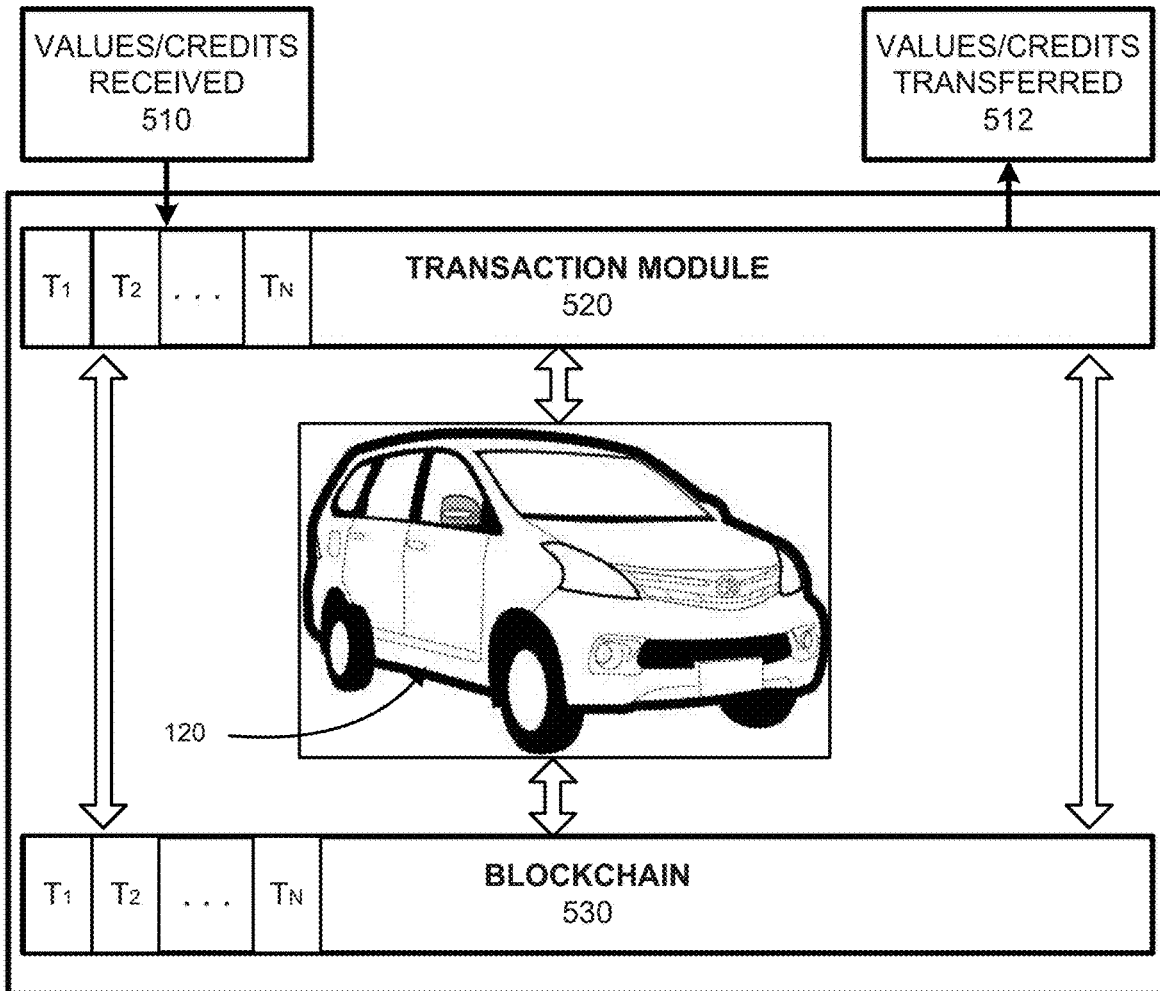 VALUES/CREDITS
RECEIVED
510
VALUES/CREDITS
TRANSFERRED
512
T1 T2 . . . TN
TRANSACTION MODULE
520
120
T1 T2 . . . TN
BLOCKCHAIN
530